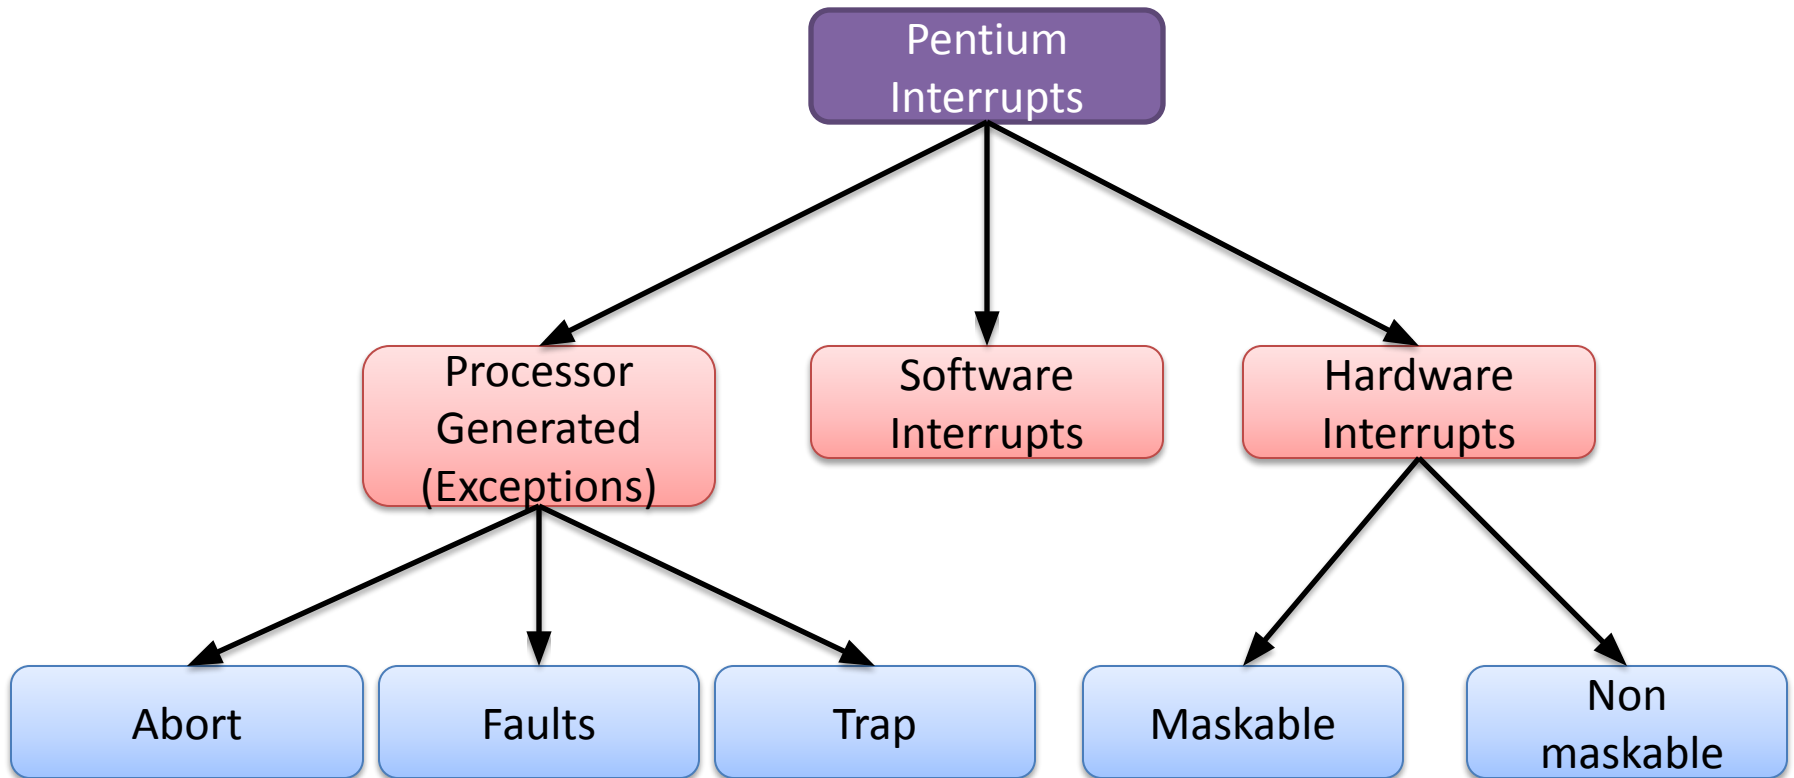 Pentium
Interrupts
Processor
Generated
(Exceptions)
Software
Interrupts
Hardware
Interrupts
Abort
Faults
Trap
Maskable
Non
maskable